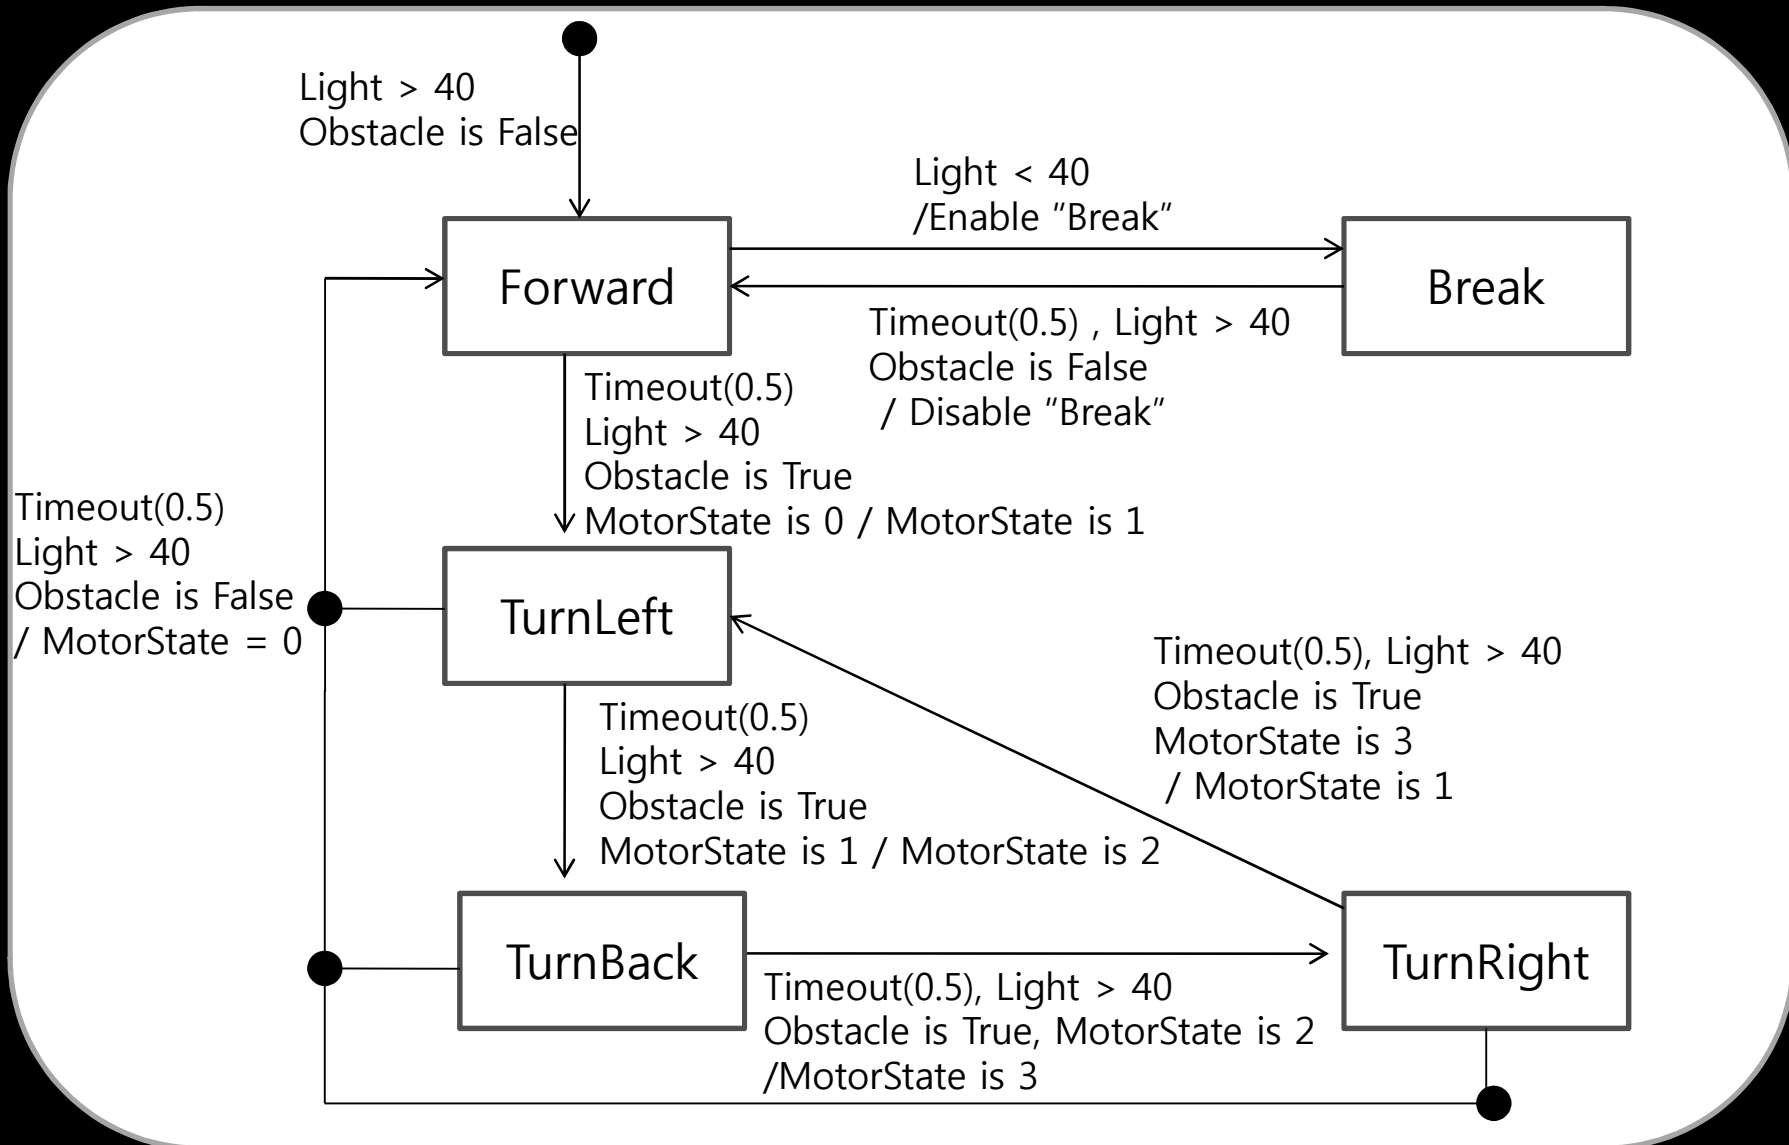 Light > 40
Obstacle is False
Light < 40
/Enable "Break"
Forward
Break
Timeout(0.5) , Light > 40
Obstacle is False
/ Disable "Break"
Timeout(0.5)
Light > 40
Obstacle is True
MotorState is 0 / MotorState is 1
Timeout(0.5)
Light > 40
Obstacle is False
/ MotorState = 0
TurnLeft
Timeout(0.5), Light > 40
Obstacle is True
MotorState is 3
/ MotorState is 1
Timeout(0.5)
Light > 40
Obstacle is True
MotorState is 1 / MotorState is 2
TurnBack
TurnRight
Timeout(0.5), Light > 40
Obstacle is True, MotorState is 2
/MotorState is 3